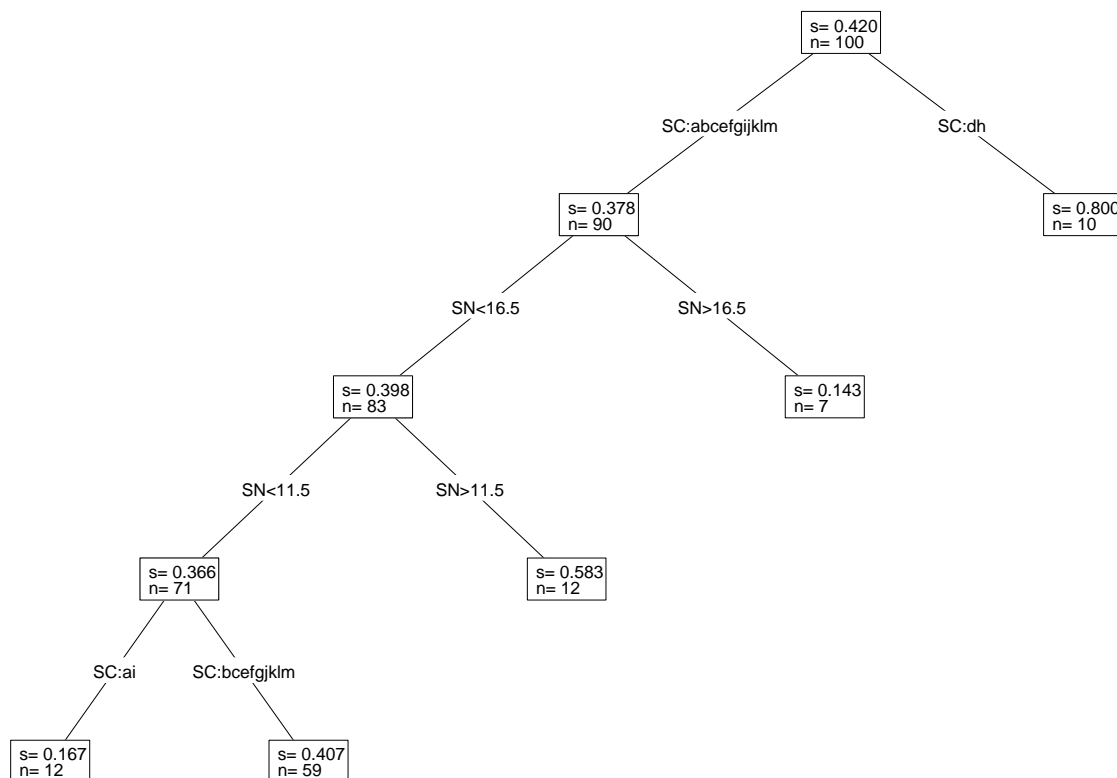 s= 0.420
n= 100
SC:abcefgijklm
SC:dh
s= 0.378
n= 90
s= 0.800
n= 10
SN<16.5
SN>16.5
s= 0.398
n= 83
s= 0.143
n= 7
SN<11.5
SN>11.5
s= 0.366
n= 71
s= 0.583
n= 12
SC:ai
SC:bcefgjklm
s= 0.167
n= 12
s= 0.407
n= 59